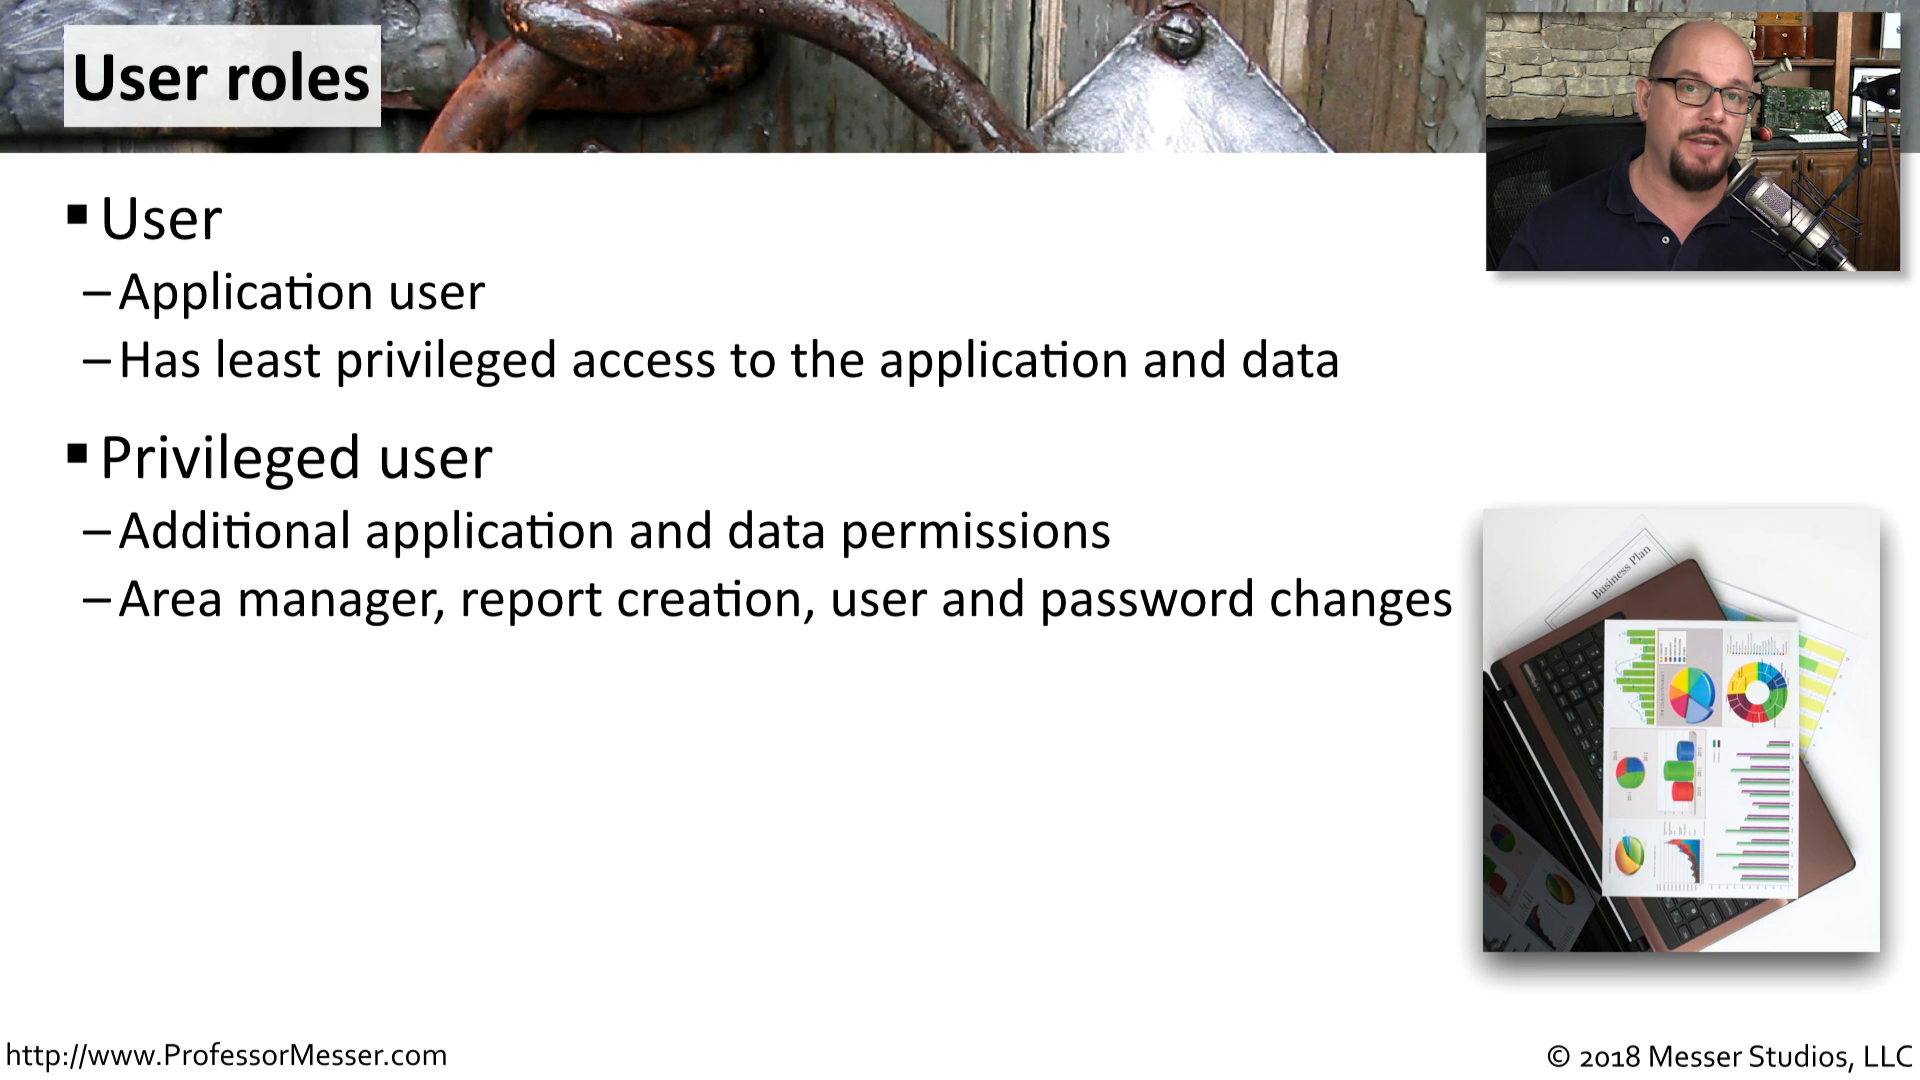 User roles
▪ User
– Application user
– Has least privileged access to the application and data
▪ Privileged user
– Additional application and data permissions
– Area manager, report creation, user and password changes
Business Plan
http://www.ProfessorMesser.com
© 2018 Messer Studios, LLC